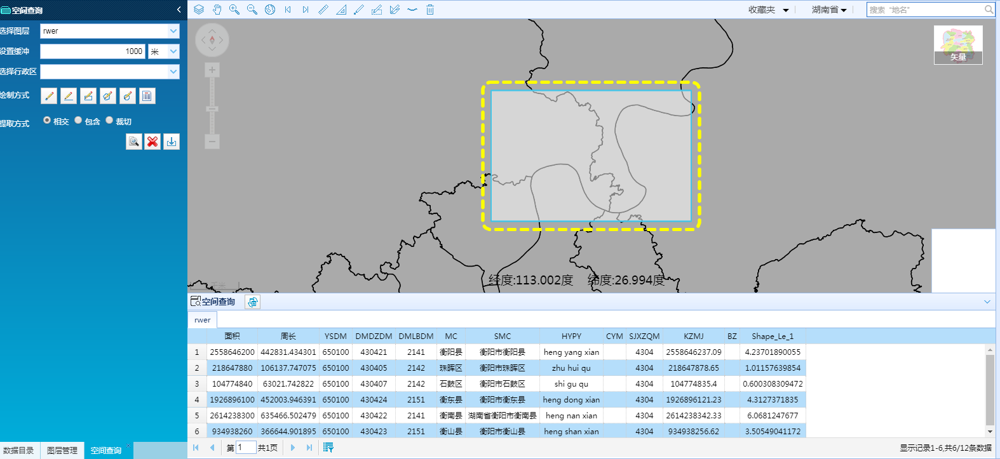 空间查询
收藏夹 湖南省 搜索 “地名”
选择图层 rwer
设置缓冲 1000 米
选择行政区
绘制方式
提取方式 相交 包含 裁切
矢量
经度:113.002度 纬度:26.994度
空间查询
rwer
面积 周长 YSDM DMDZDM DMLBDM MC SMC HYPY CYM SJXZQM KZMJ BZ Shape_Le_1
1 2558646200 442831.434301 650100 430421 2141 衡阳县 衡阳市衡阳县 heng yang xian 4304 2558646237.09 4.23701890055
2 218647880 106137.747075 650100 430405 2142 珠晖区 衡阳市珠晖区 zhu hui qu 4304 218647878.65 1.01157639854
3 104774840 63021.742822 650100 430407 2142 石鼓区 衡阳市石鼓区 shi gu qu 4304 104774835.4 0.600308309472
4 1926896100 452003.946391 650100 430424 2151 衡东县 衡阳市衡东县 heng dong xian 4304 1926896121.23 4.3127371835
5 2614238300 635466.502479 650100 430422 2141 衡南县 湖南省衡阳市衡南县 heng nan xian 4304 2614238342.33 6.0681247677
6 934938260 366644.901895 650100 430423 2151 衡山县 衡阳市衡山县 heng shan xian 4304 934938256.62 3.50549041172
数据目录 图层管理 空间查询 第 1 共1页 显示记录1-6,共6/12条数据